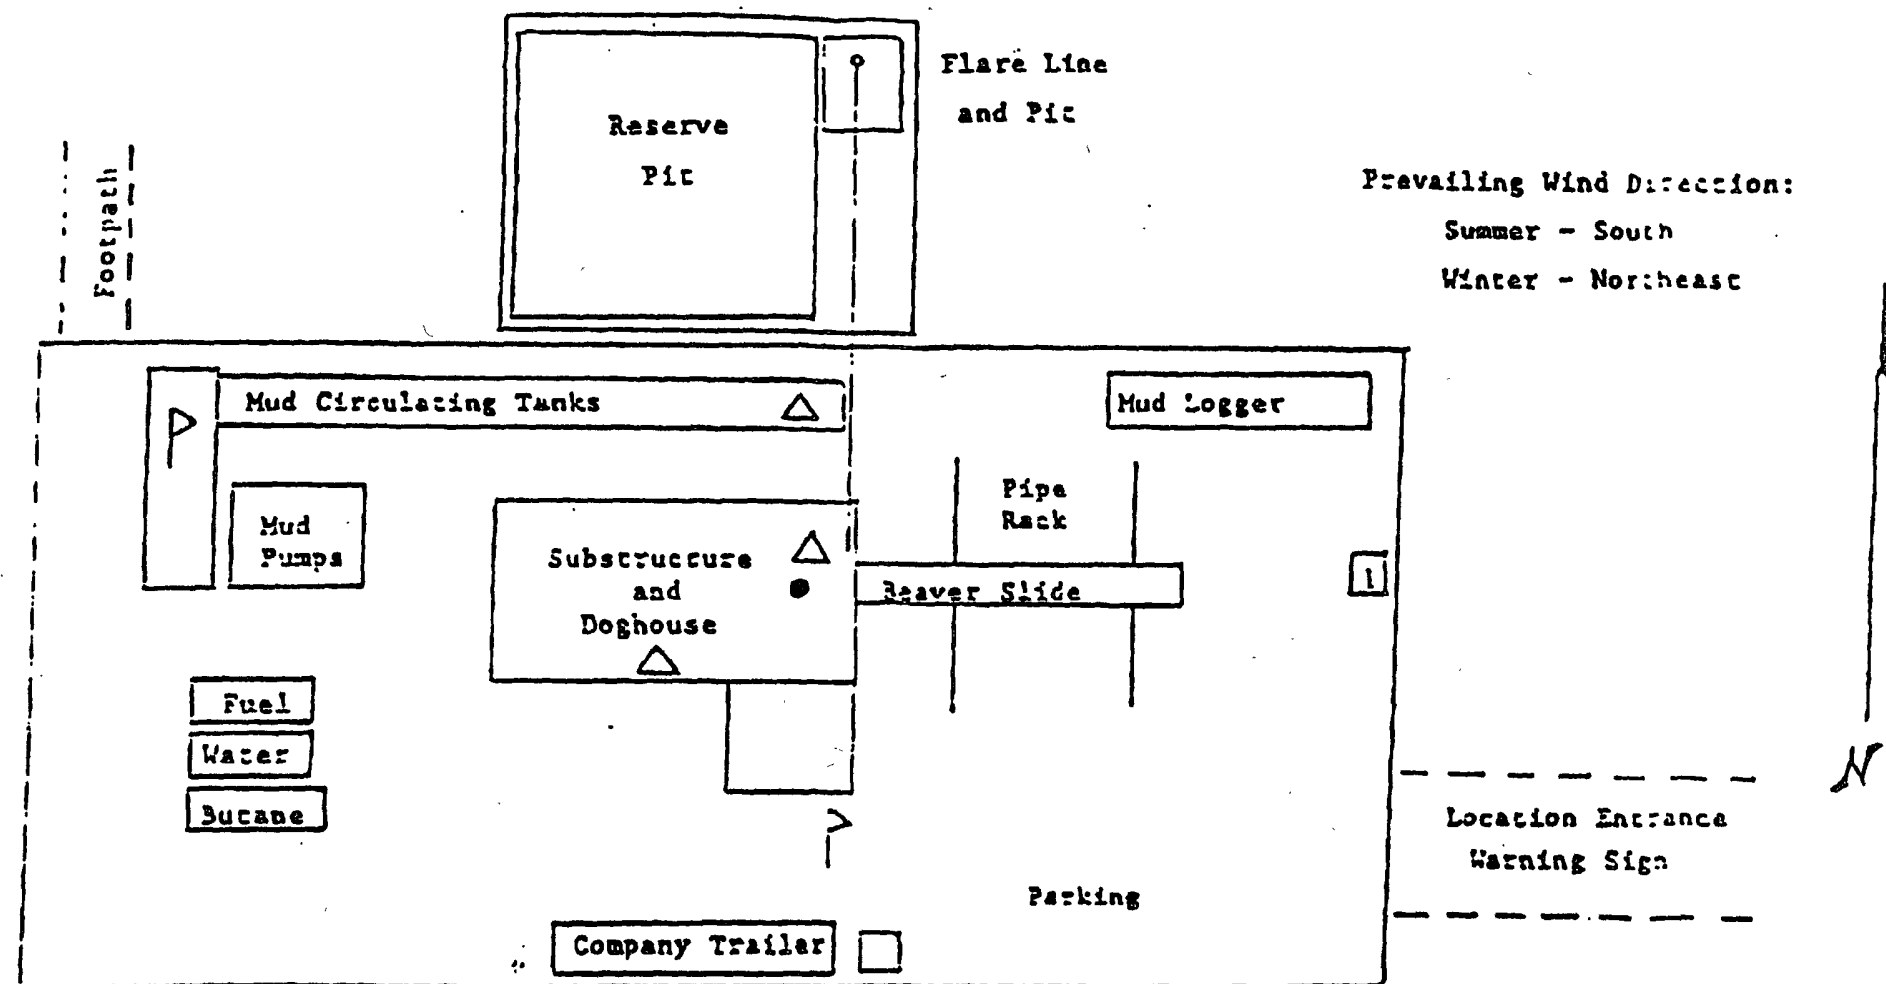 Flare Line
and Pit
Reserve
Pit
Footpath
Prevailing Wind Direction:
Summer - South
Winter - Northeast
Mud Circulating Tanks
Mud Logger
Pipe
Rack
Mud
Pumps
Substructure
and
Doghouse
Beaver Slide
1
Fuel
Water
Butane
N
Location Entrance
Warning Sign
Parking
Company Trailer